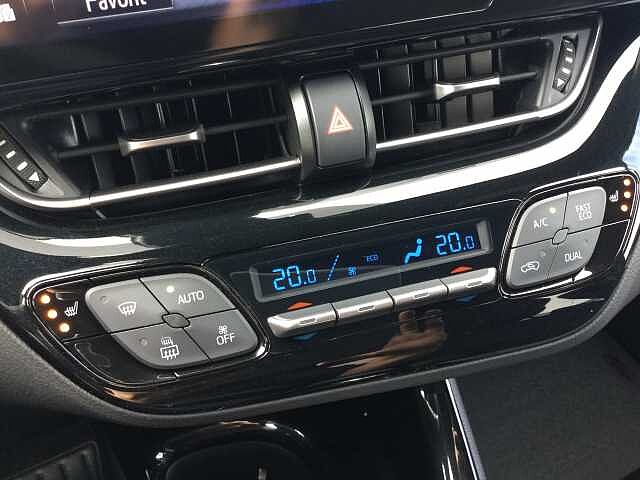 Favorit
20.0 ECO 20.0
A/C FAST ECO
DUAL
AUTO
OFF